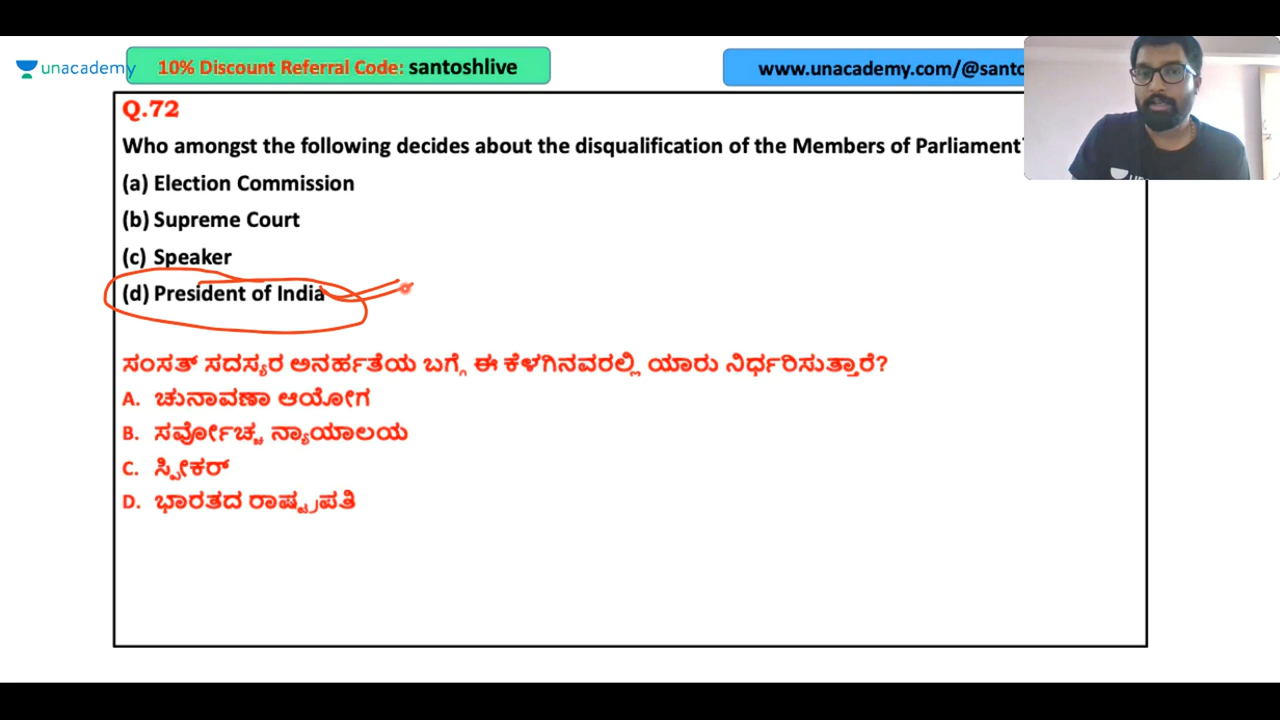 unacademy
10% Discount Referral Code: santoshlive
www.unacademy.com/@santo
Q.72
Who amongst the following decides about the disqualification of the Members of Parliament?
(a) Election Commission
(b) Supreme Court
(c) Speaker
(d) President of India
ಸಂಸತ್ ಸದಸ್ಯರ ಅನರ್ಹತೆಯ ಬಗ್ಗೆ ಈ ಕೆಳಗಿನವರಲ್ಲಿ ಯಾರು ನಿರ್ಧರಿಸುತ್ತಾರೆ?
A. ಚುನಾವಣಾ ಆಯೋಗ
B. ಸರ್ವೋಚ್ಚ ನ್ಯಾಯಾಲಯ
C. ಸ್ಪೀಕರ್
D. ಭಾರತದ ರಾಷ್ಟ್ರಪತಿ